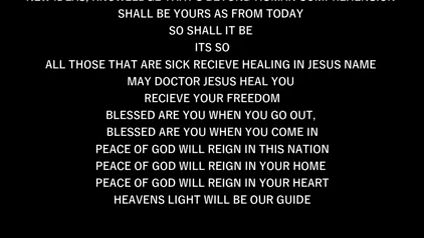 SHALL BE YOURS AS FROM TODAY
SO SHALL IT BE
ITS SO
ALL THOSE THAT ARE SICK RECIEVE HEALING IN JESUS NAME
MAY DOCTOR JESUS HEAL YOU
RECIEVE YOUR FREEDOM
BLESSED ARE YOU WHEN YOU GO OUT,
BLESSED ARE YOU WHEN YOU COME IN
PEACE OF GOD WILL REIGN IN THIS NATION
PEACE OF GOD WILL REIGN IN YOUR HOME
PEACE OF GOD WILL REIGN IN YOUR HEART
HEAVENS LIGHT WILL BE OUR GUIDE